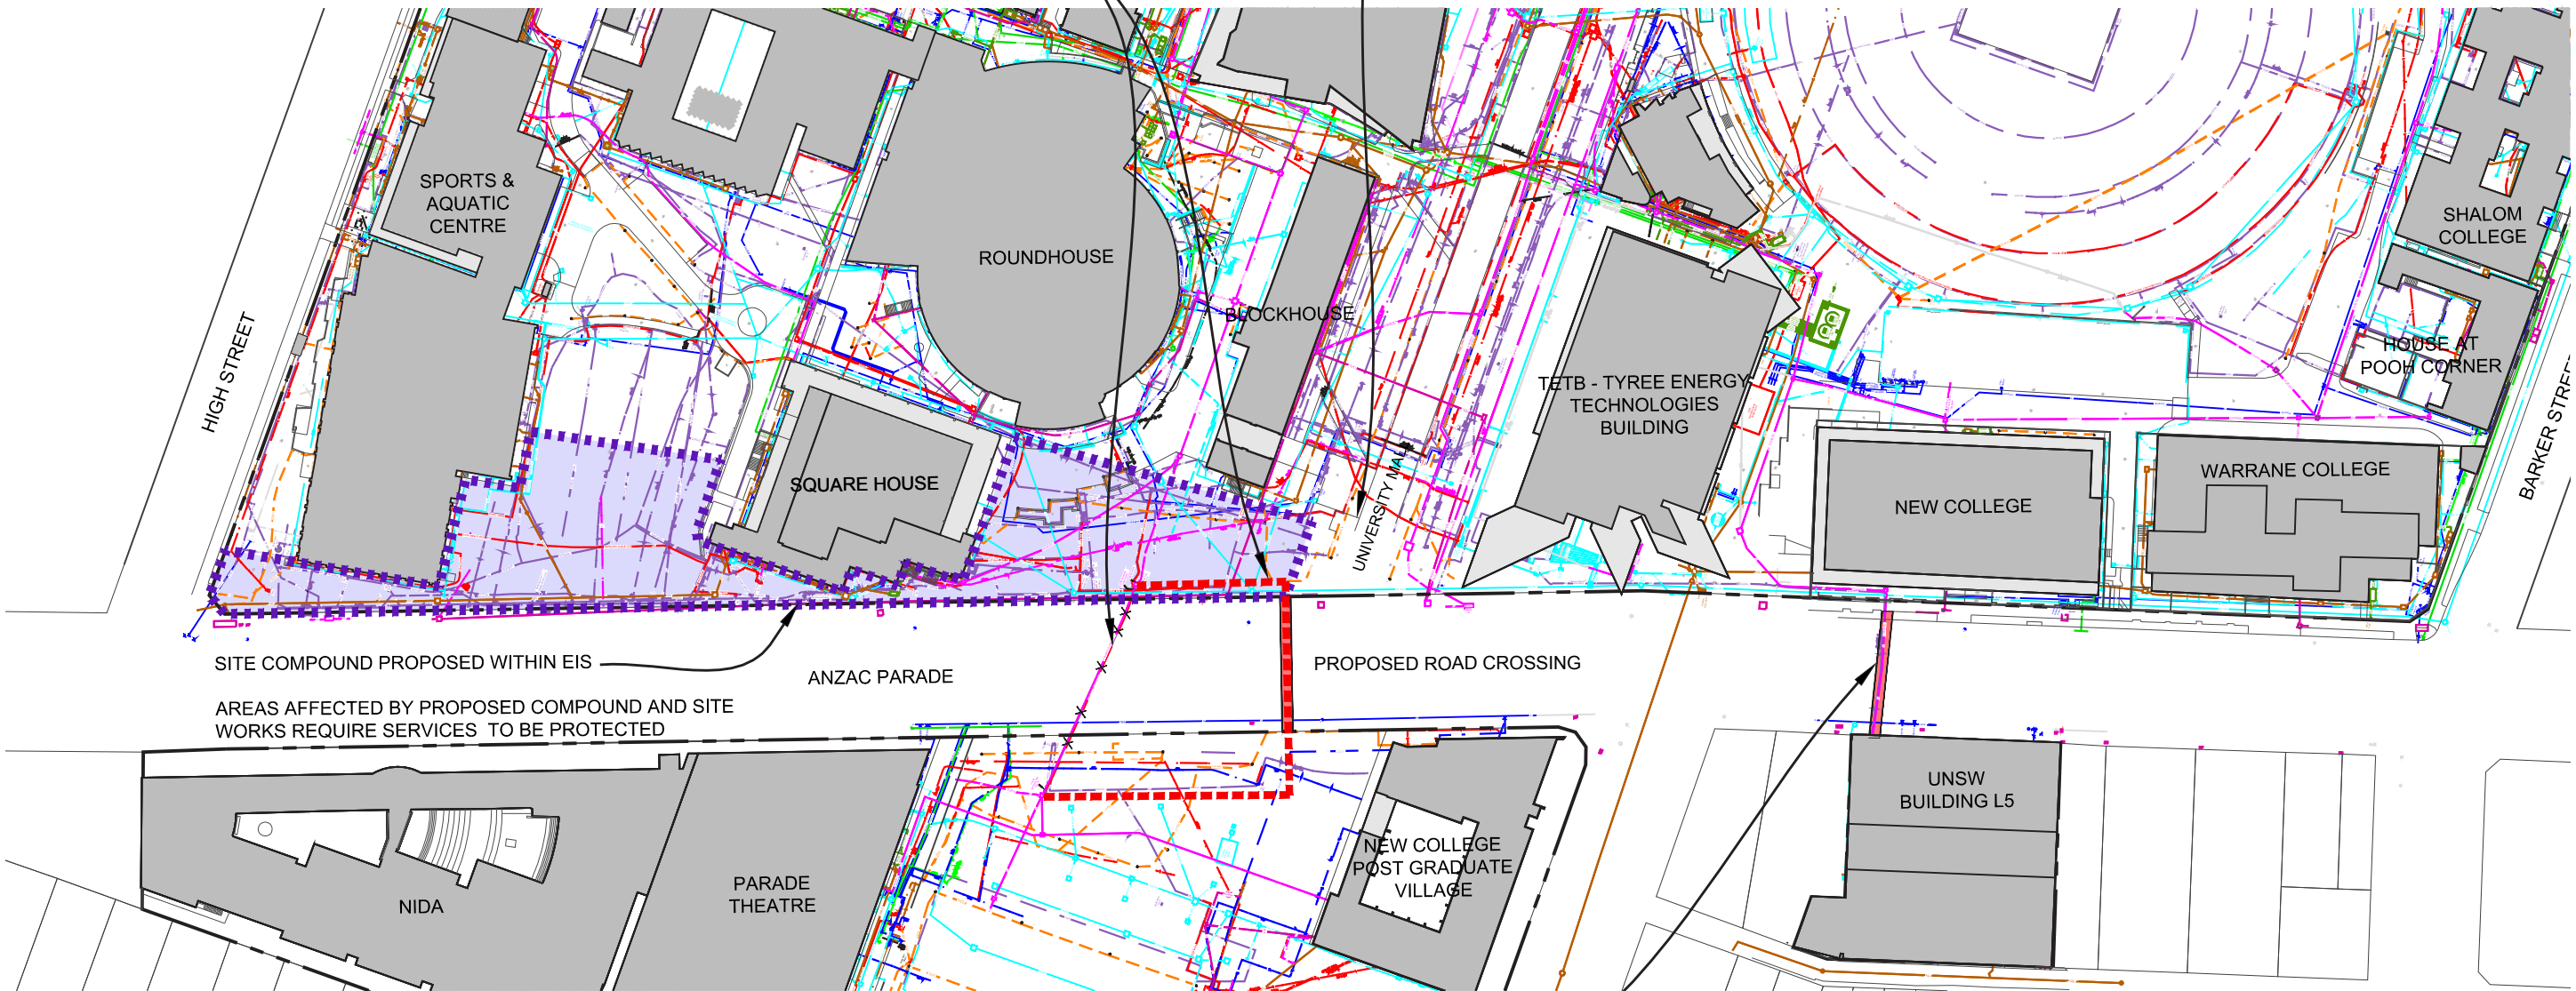 SPORTS &
AQUATIC
CENTRE
ROUNDHOUSE
SHALOM
COLLEGE
HIGH STREET
BLOCKHOUSE
HOUSE AT
POOH CORNER
TETB - TYREE ENERGY
TECHNOLOGIES
BUILDING
BARKER
SQUARE HOUSE
UNIVERSITY MALL
NEW COLLEGE
WARRANE COLLEGE
SITE COMPOUND PROPOSED WITHIN EIS
ANZAC PARADE
PROPOSED ROAD CROSSING
AREAS AFFECTED BY PROPOSED COMPOUND AND SITE
WORKS REQUIRE SERVICES TO BE PROTECTED
UNSW
BUILDING L5
NEW COLLEGE
POST GRADUATE
VILLAGE
PARADE
THEATRE
NIDA